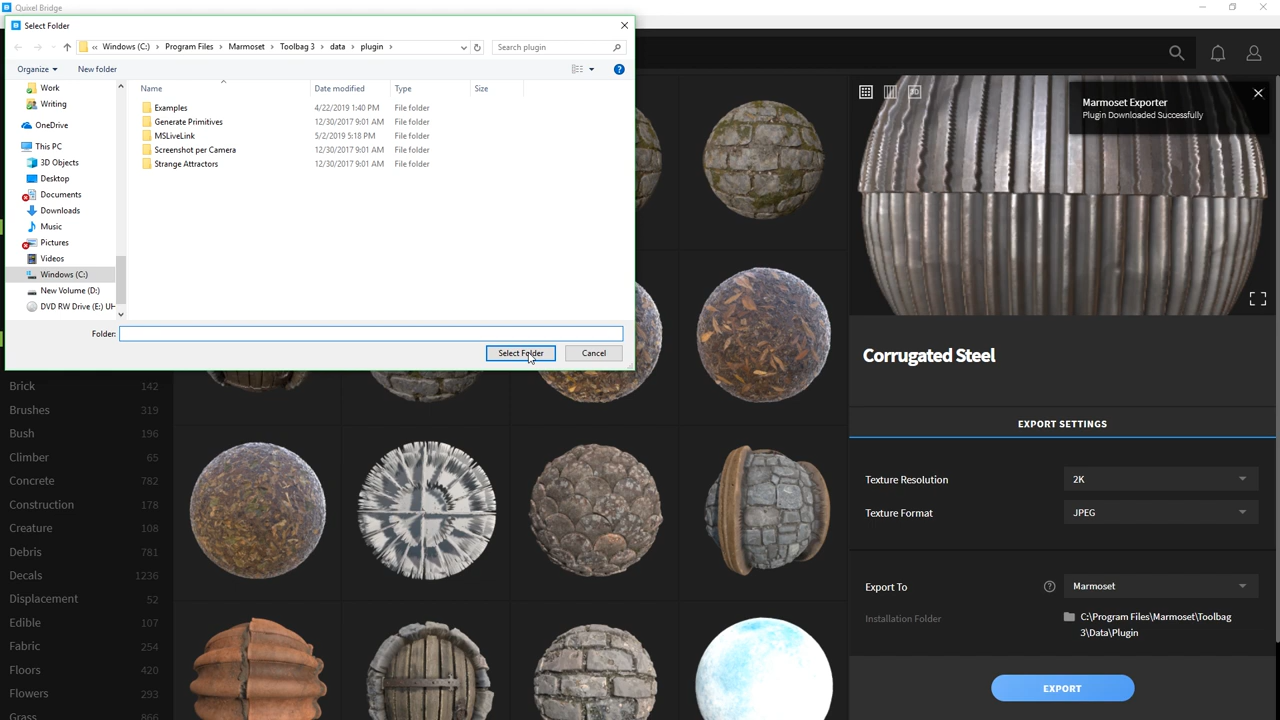 Quixel Bridge
Select Folder
« Windows (C:) › Program Files › Marmoset › Toolbag 3 › data › plugin ›
Search plugin
Organize
New folder
Work
Writing
OneDrive
This PC
3D Objects
Desktop
Documents
Downloads
Music
Pictures
Videos
Windows (C:)
New Volume (D:)
DVD RW Drive (E:) UH
Name Date modified Type Size
Examples 4/22/2019 1:40 PM File folder
Generate Primitives 12/30/2017 9:01 AM File folder
MSLiveLink 5/2/2019 5:18 PM File folder
Screenshot per Camera 12/30/2017 9:01 AM File folder
Strange Attractors 12/30/2017 9:01 AM File folder
Folder:
Select Folder
Cancel
Brick 142
Brushes 319
Bush 196
Climber 65
Concrete 782
Construction 178
Creature 108
Debris 781
Decals 1236
Displacement 52
Edible 107
Fabric 254
Floors 420
Flowers 293
Grass 866
3D
Marmoset Exporter
Plugin Downloaded Successfully
Corrugated Steel
EXPORT SETTINGS
Texture Resolution 2K
Texture Format JPEG
Export To ? Marmoset
Installation Folder C:\Program Files\Marmoset\Toolbag
3\Data\Plugin
EXPORT